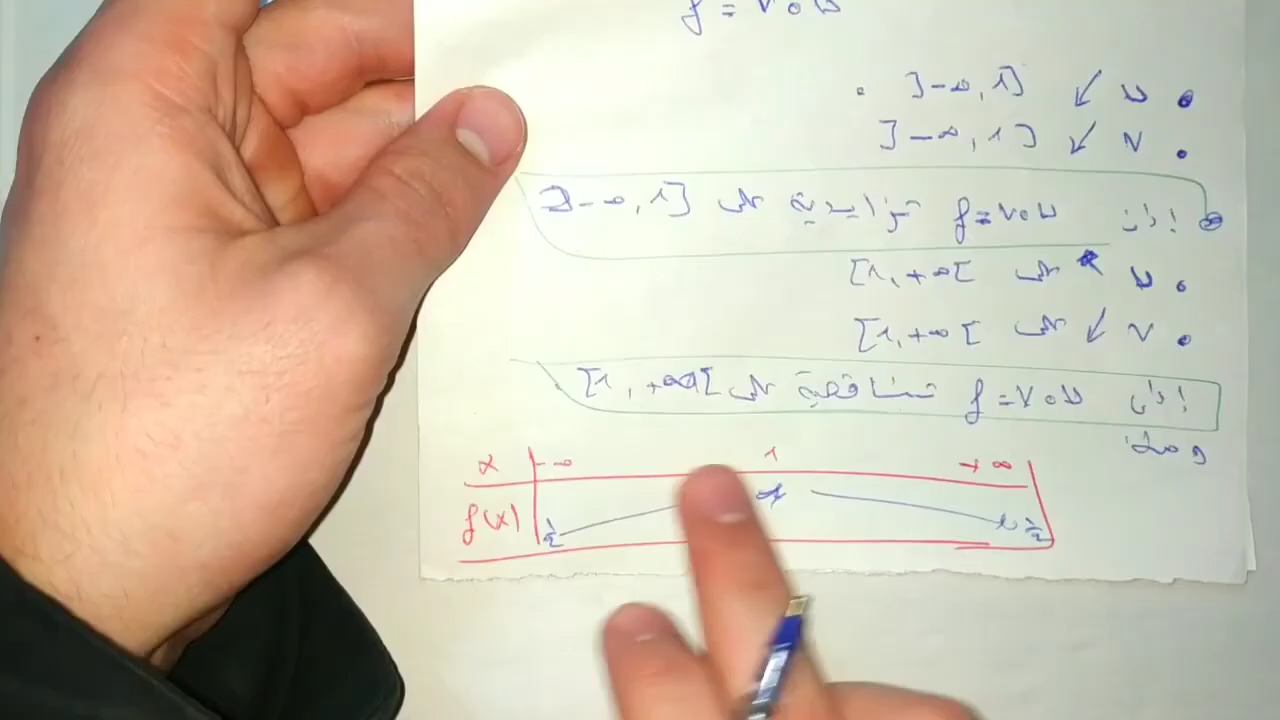 f = v o u
• u ↙ ]-∞, 1]
• v ↙ ]-∞, 1]
إذن f = v o u تزايدية على ]-∞, 1]
• u على [1, +∞[
• v ↙ على [1, +∞[
إذن f = v o u تناقصية على [1, +∞[
ومنه
x -∞ 1 +∞
f(x) 1/2 1/2